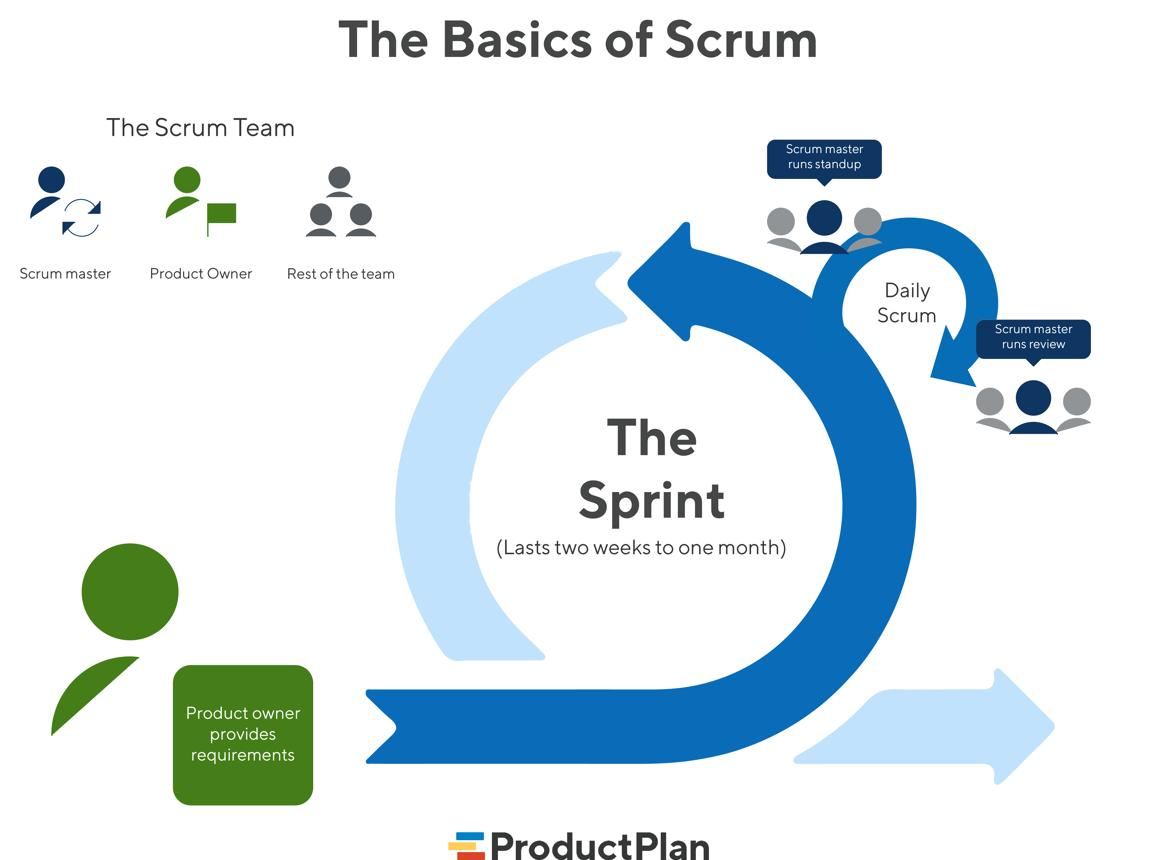 The Basics of Scrum
The Scrum Team
Scrum master
Product Owner
Rest of the team
Scrum master
runs standup
Daily
Scrum
Scrum master
runs review
The
Sprint
(Lasts two weeks to one month)
Product owner
provides
requirements
ProductPlan